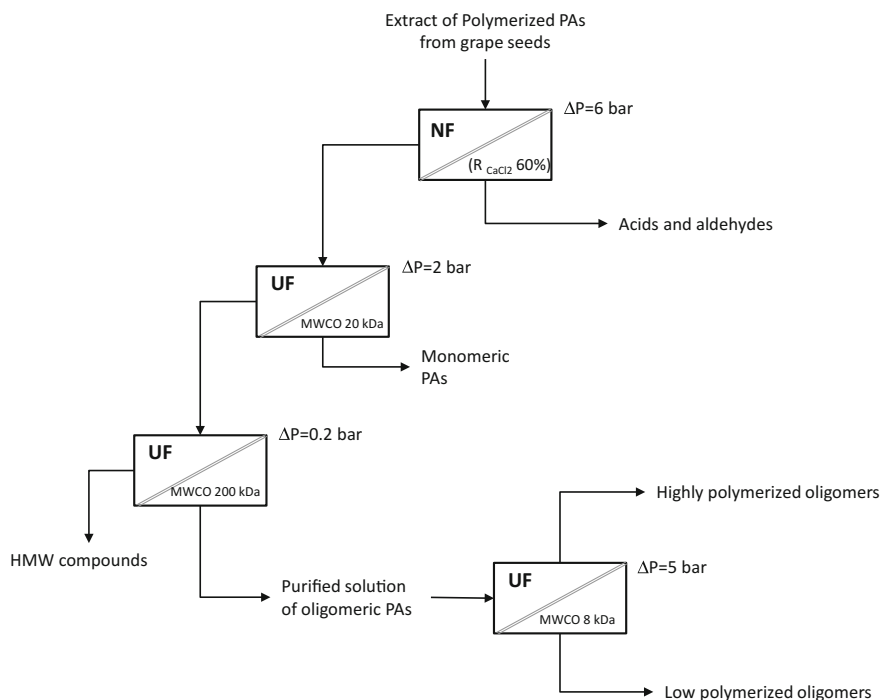 Extract of Polymerized PAs
from grape seeds
ΔP=6 bar
NF
(R CaCl2 60%)
Acids and aldehydes
ΔP=2 bar
UF
MWCO 20 kDa
Monomeric
PAs
ΔP=0.2 bar
UF
MWCO 200 kDa
Highly polymerized oligomers
HMW compounds
ΔP=5 bar
UF
Purified solution
of oligomeric PAs
MWCO 8 kDa
Low polymerized oligomers